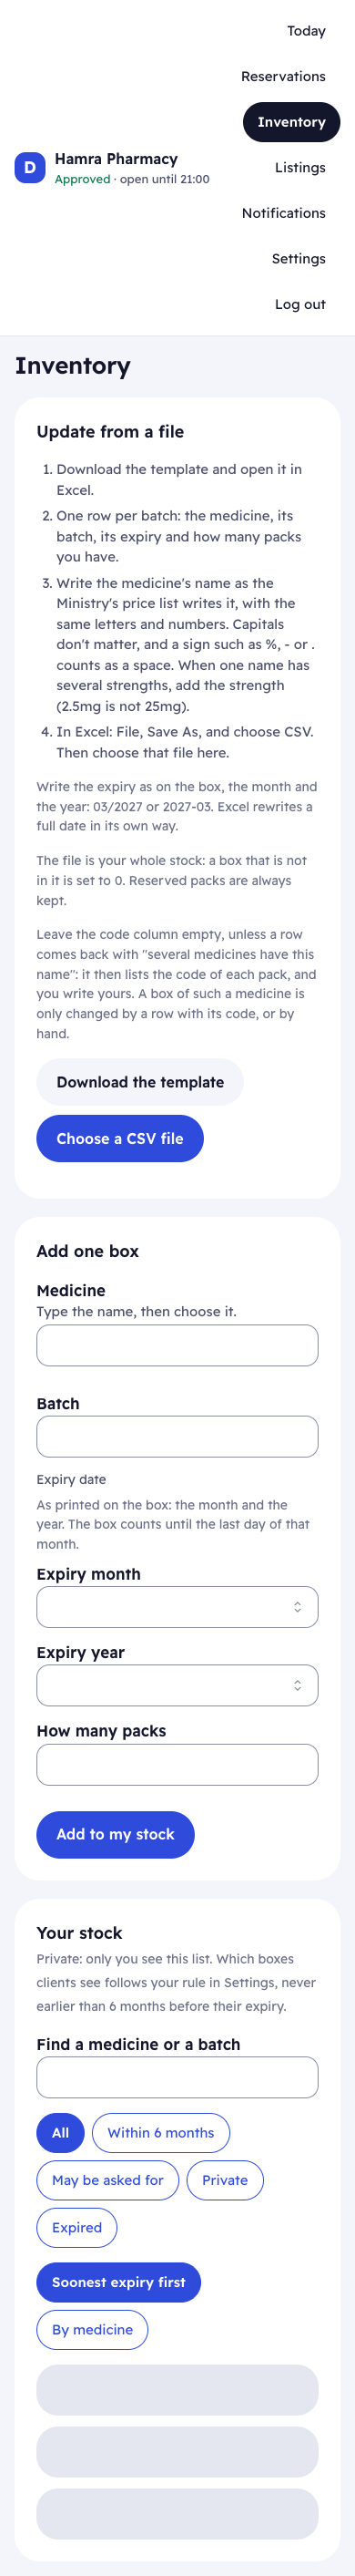 Today
Reservations
Inventory
D
Hamra Pharmacy
Approved · open until 21:00
Listings
Notifications
Settings
Log out
Inventory
Update from a file
1. Download the template and open it in
Excel.
2. One row per batch: the medicine, its
batch, its expiry and how many packs
you have.
3. Write the medicine's name as the
Ministry's price list writes it, with the
same letters and numbers. Capitals
don't matter, and a sign such as %, - or .
counts as a space. When one name has
several strengths, add the strength
(2.5mg is not 25mg).
4. In Excel: File, Save As, and choose CSV.
Then choose that file here.
Write the expiry as on the box, the month and
the year: 03/2027 or 2027-03. Excel rewrites a
full date in its own way.
The file is your whole stock: a box that is not
in it is set to 0. Reserved packs are always
kept.
Leave the code column empty, unless a row
comes back with "several medicines have this
name": it then lists the code of each pack, and
you write yours. A box of such a medicine is
only changed by a row with its code, or by
hand.
Download the template
Choose a CSV file
Add one box
Medicine
Type the name, then choose it.
Batch
Expiry date
As printed on the box: the month and the
year. The box counts until the last day of that
month.
Expiry month
Expiry year
How many packs
Add to my stock
Your stock
Private: only you see this list. Which boxes
clients see follows your rule in Settings, never
earlier than 6 months before their expiry.
Find a medicine or a batch
All
Within 6 months
May be asked for
Private
Expired
Soonest expiry first
By medicine